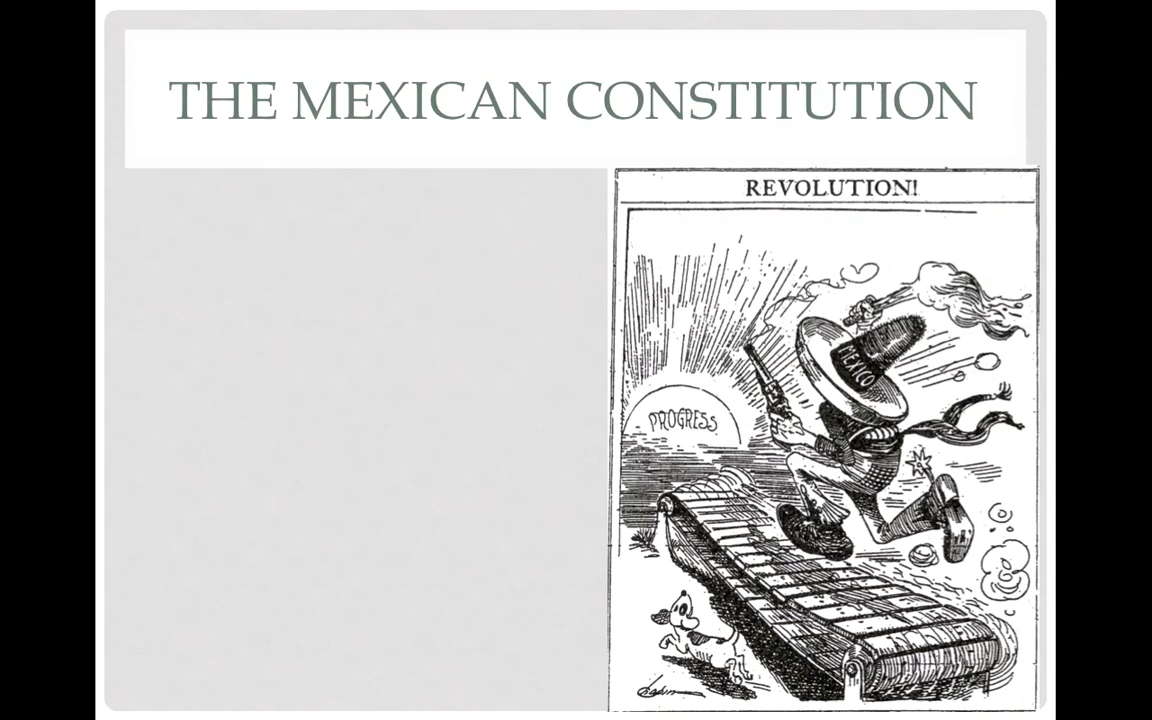 THE MEXICAN CONSTITUTION
REVOLUTION!
MEXICO
PROGRESS